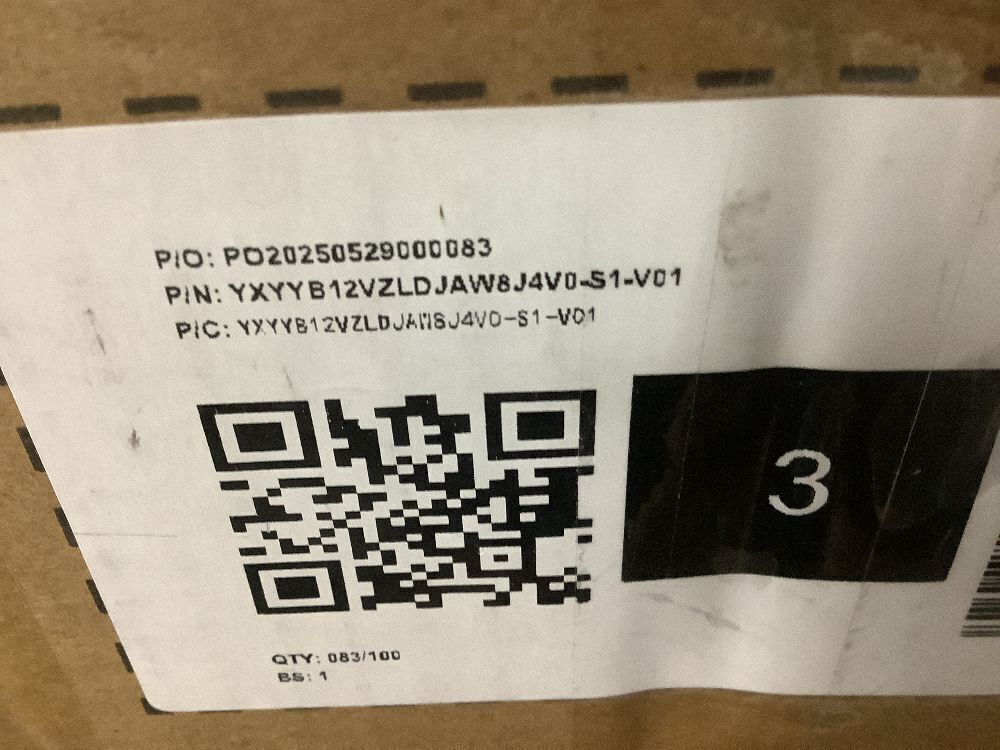 P/O: PO20250529000083
P/N: YXYYB12VZLDJAW8J4V0-S1-V01
P/C: YXYYB12VZLDJAW8J4V0-S1-V01
3
QTY: 083/100
BS: 1